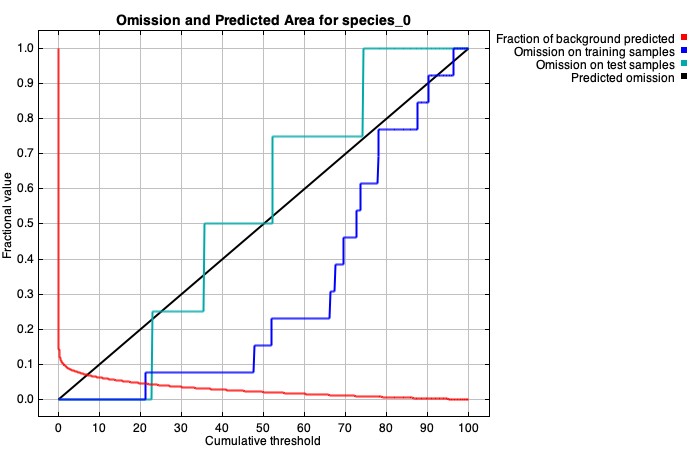 Omission and Predicted Area for species_0
Fraction of background predicted
Omission on training samples
Omission on test samples
Predicted omission
Fractional value
1.0
0.9
0.8
0.7
0.6
0.5
0.4
0.3
0.2
0.1
0.0
0 10 20 30 40 50 60 70 80 90 100
Cumulative threshold